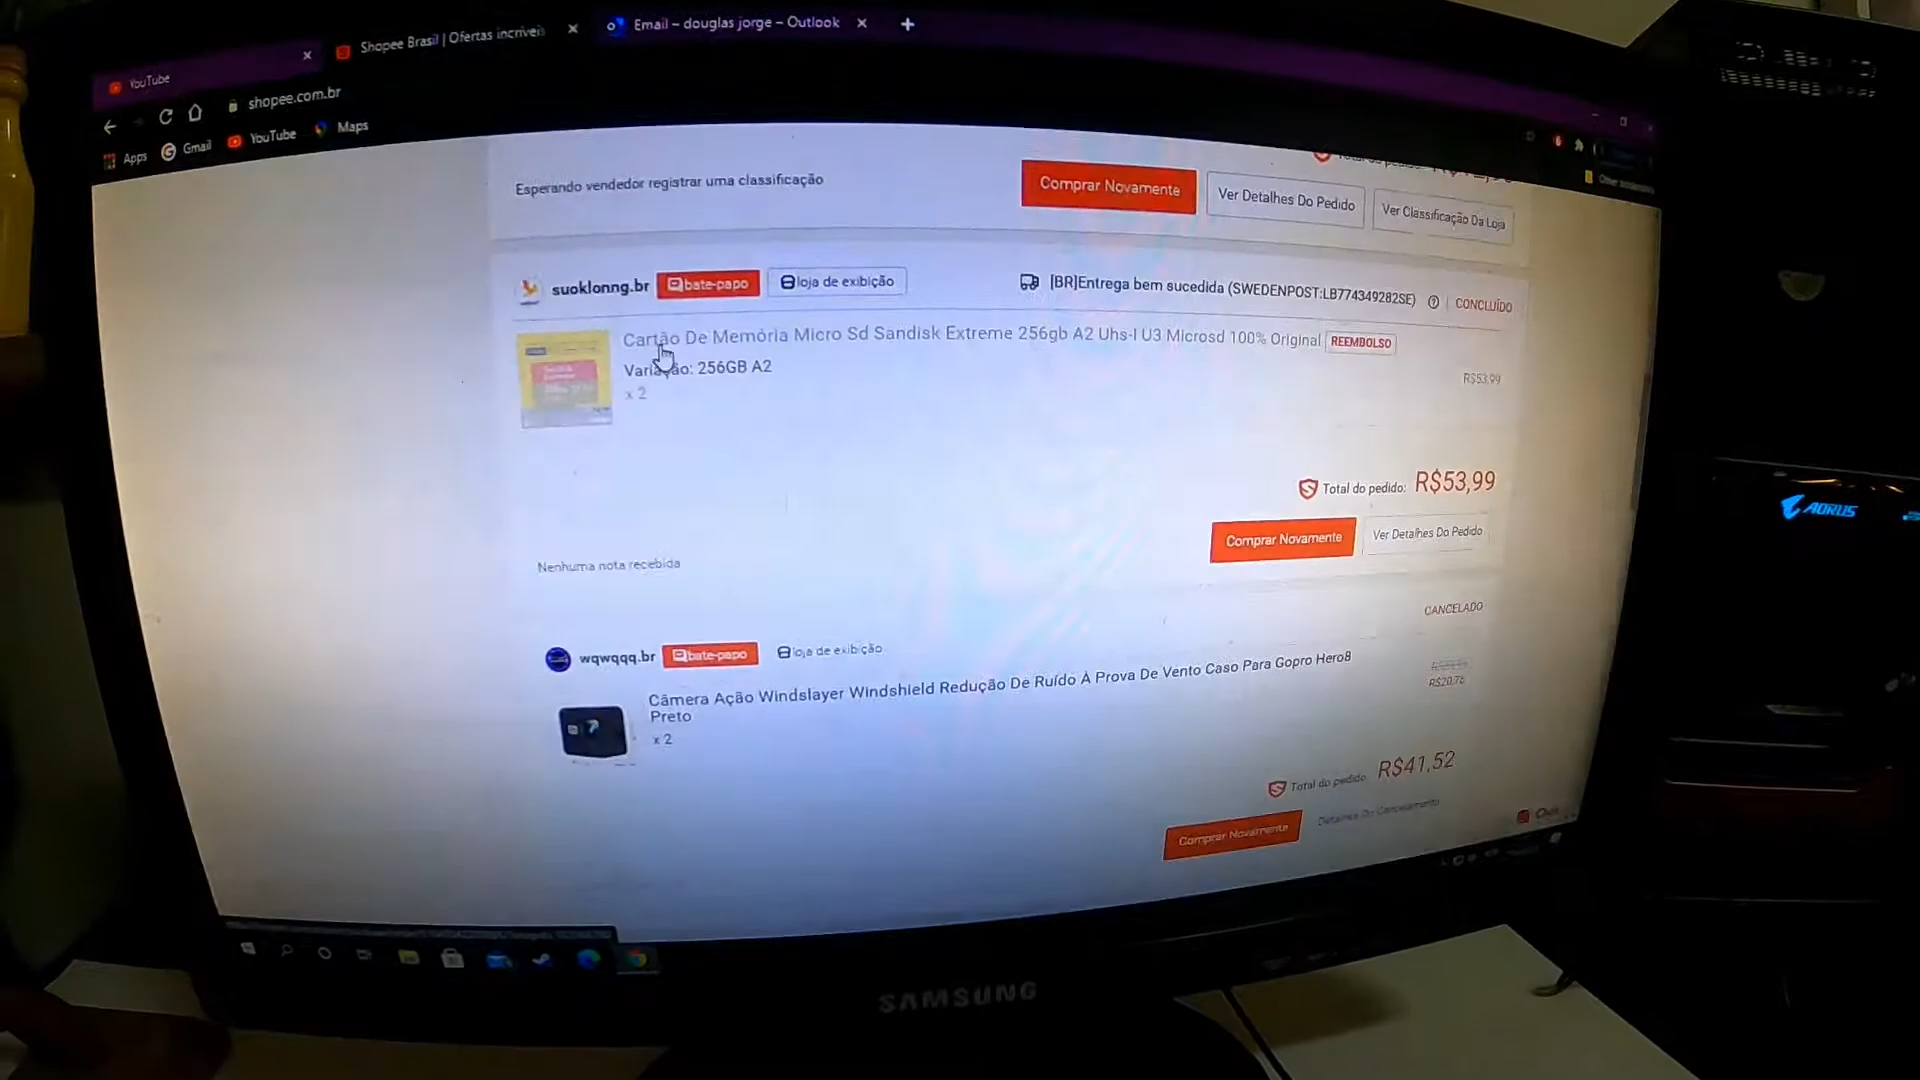 YouTube
Shopee Brasil | Ofertas incríveis
Email – douglas jorge – Outlook
shopee.com.br
Apps
Gmail
YouTube
Maps
Other bookmarks
Esperando vendedor registrar uma classificação
Comprar Novamente
Ver Detalhes Do Pedido
Ver Classificação Da Loja
suoklonng.br
bate-papo
loja de exibição
[BR]Entrega bem sucedida (SWEDENPOST:LB774349282SE)
CONCLUÍDO
Cartão De Memória Micro Sd Sandisk Extreme 256gb A2 Uhs-I U3 Microsd 100% Original
REEMBOLSO
Variação: 256GB A2
x 2
R$53,99
Total do pedido: R$53,99
Comprar Novamente
Ver Detalhes Do Pedido
Nenhuma nota recebida
CANCELADO
wqwqqq.br
bate-papo
loja de exibição
Câmera Ação Windslayer Windshield Redução De Ruído À Prova De Vento Caso Para Gopro Hero8
Preto
x 2
R$20,76
Total do pedido: R$41,52
Comprar Novamente
Detalhes Do Cancelamento
SAMSUNG
AORUS